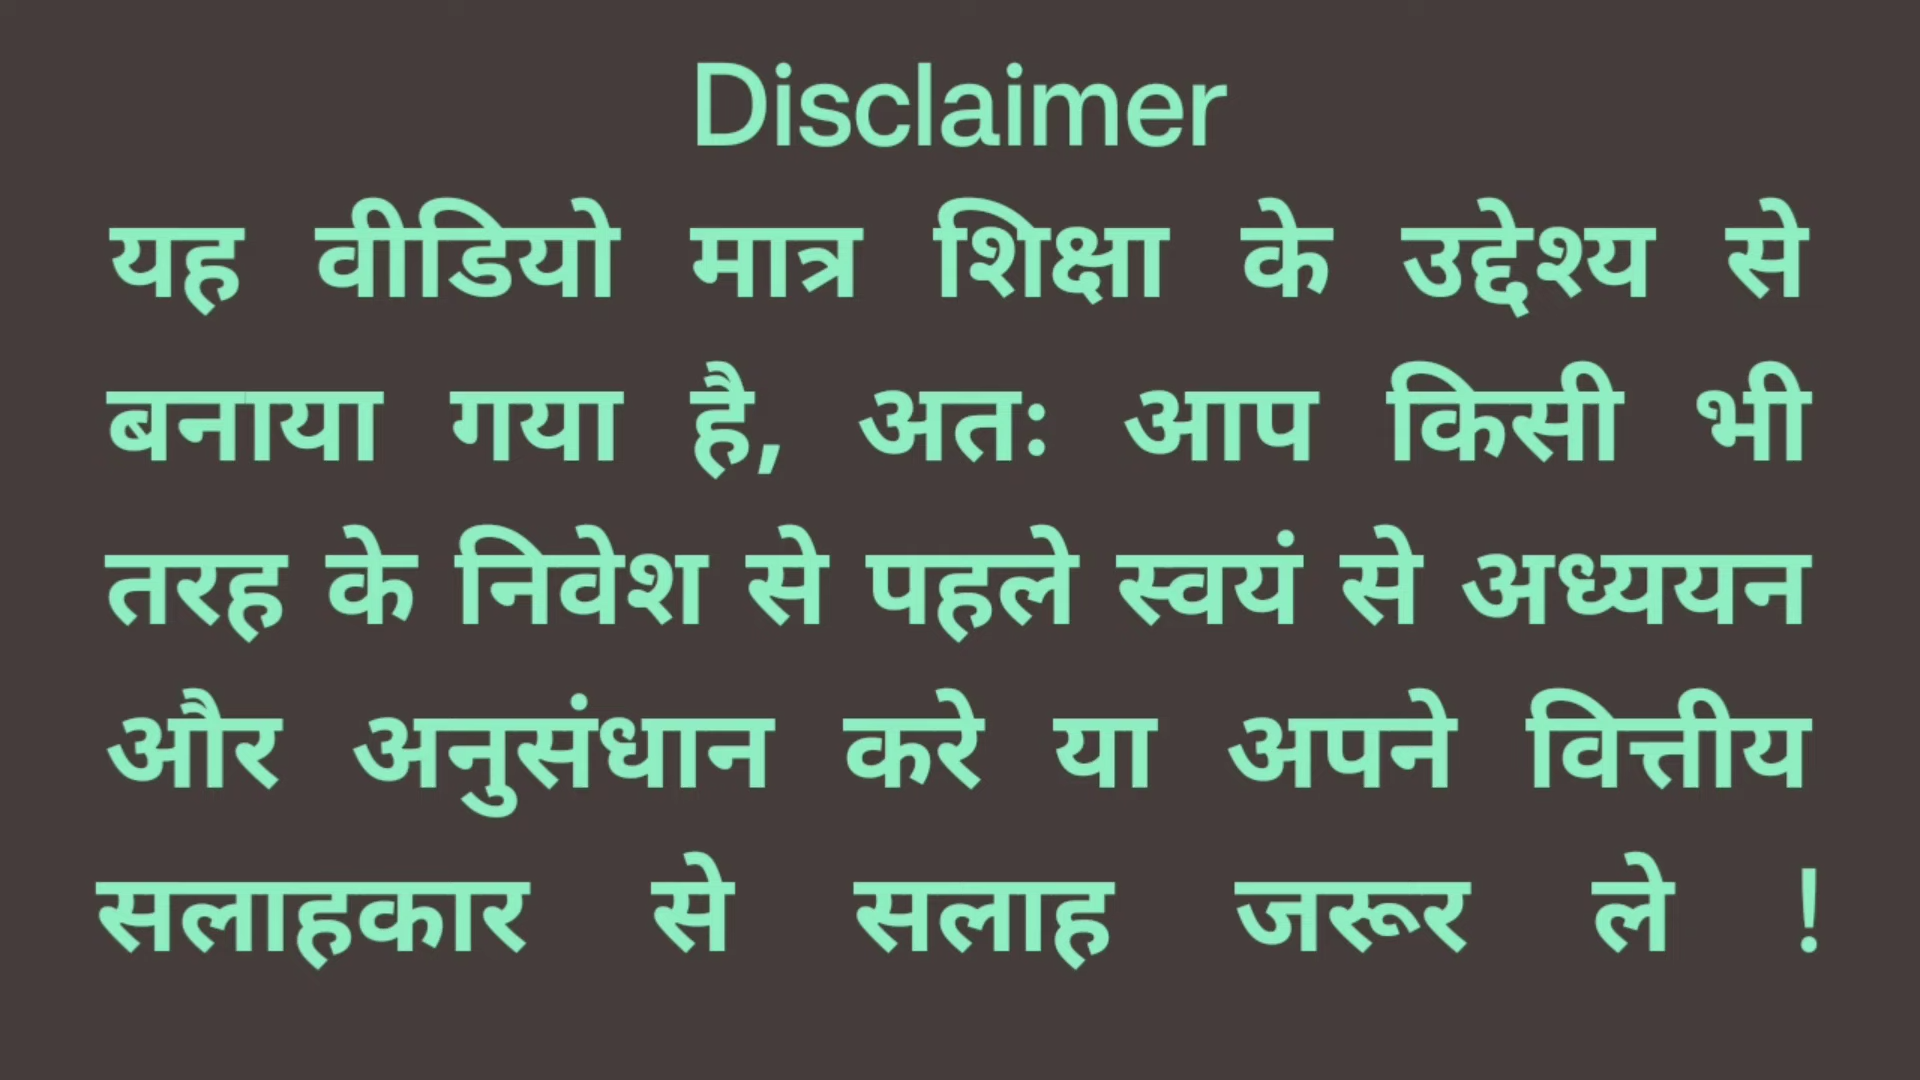 Disclaimer
यह वीडियो मात्र शिक्षा के उद्देश्य से
बनाया गया है, अतः आप किसी भी
तरह के निवेश से पहले स्वयं से अध्ययन
और अनुसंधान करे या अपने वित्तीय
सलाहकार से सलाह जरूर ले !